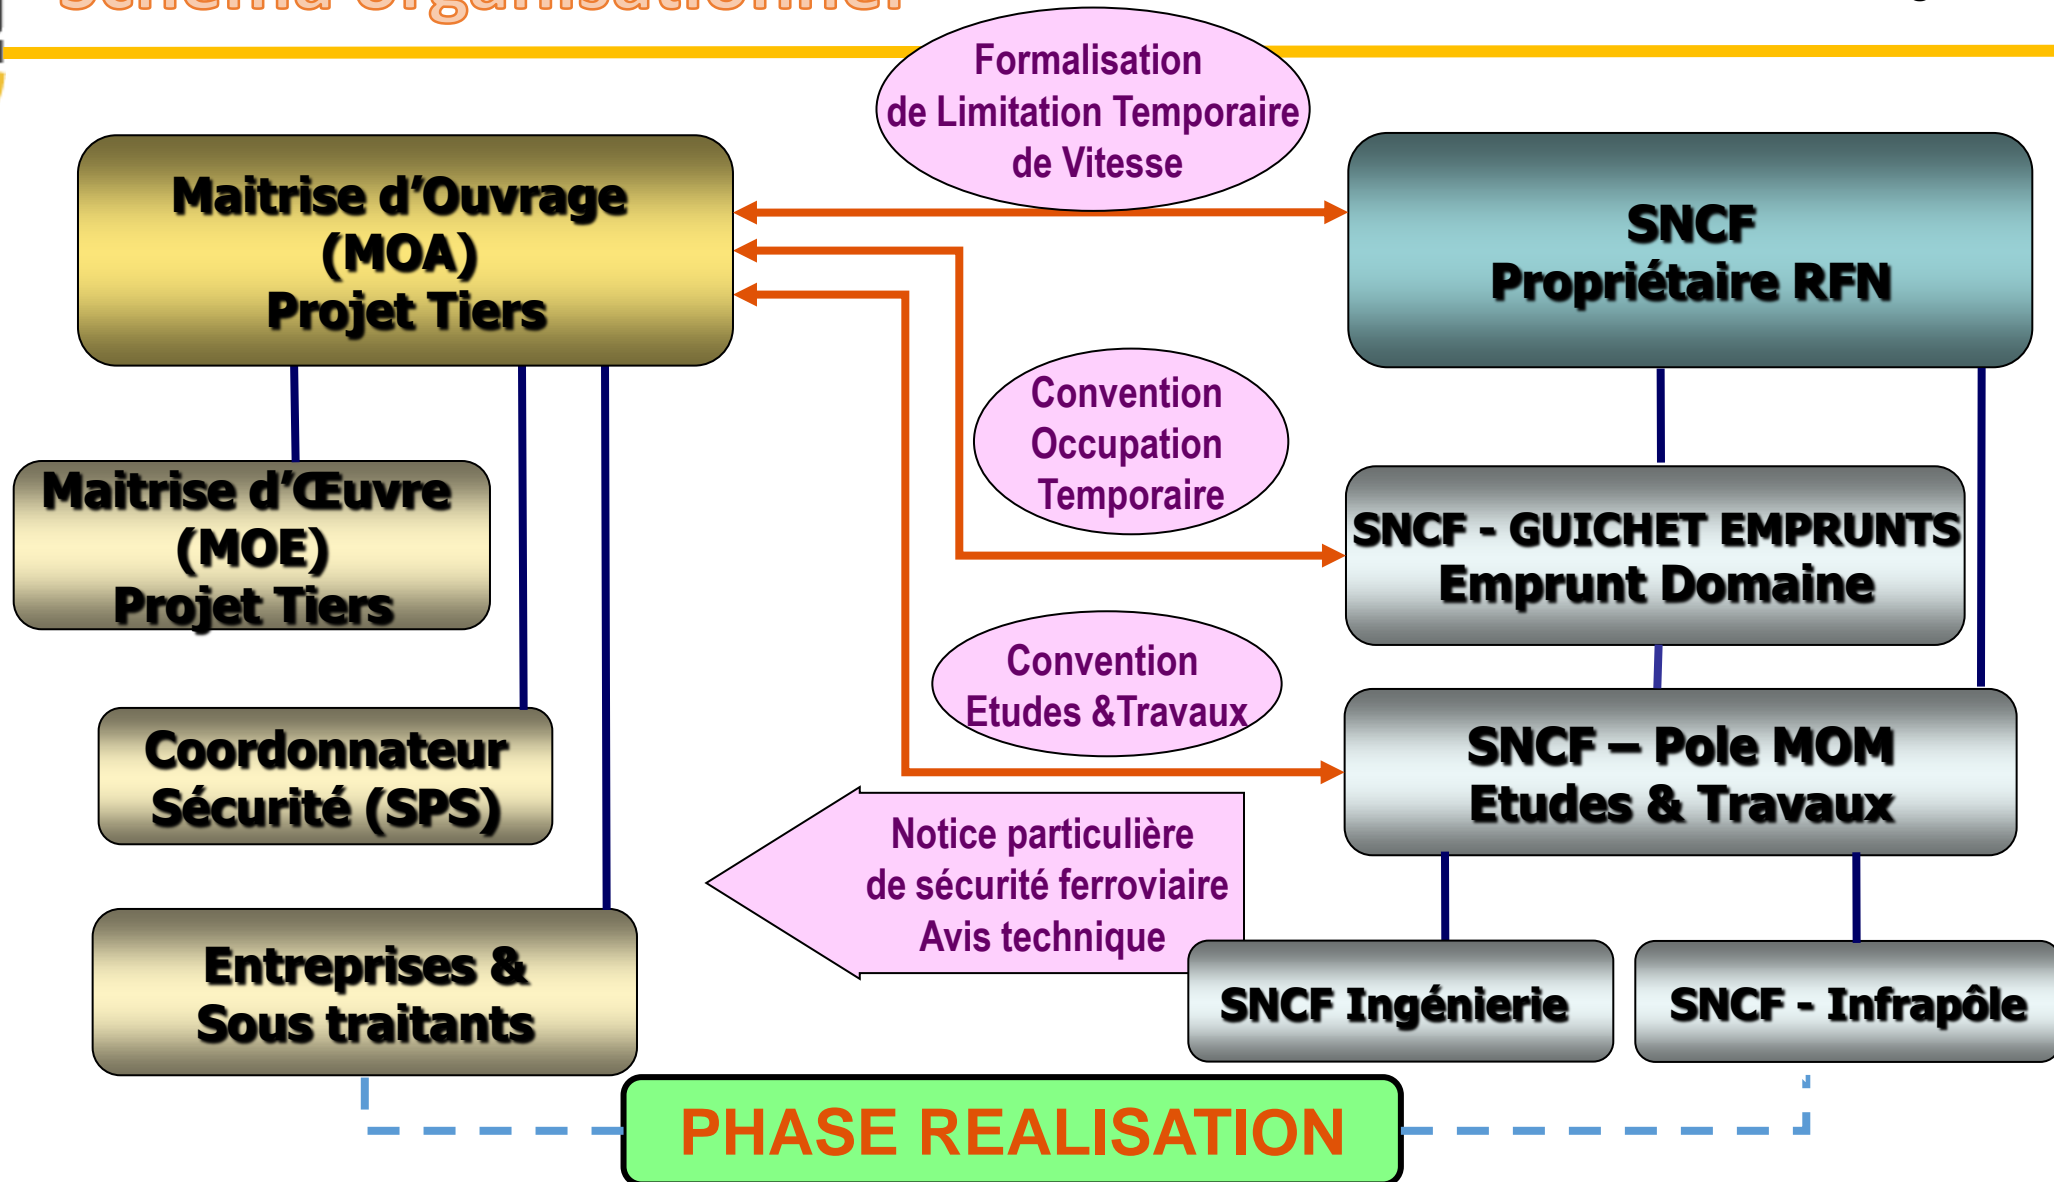 Schéma organisationnel
Formalisation
de Limitation Temporaire
de Vitesse
Maitrise d’Ouvrage
(MOA)
Projet Tiers
SNCF
Propriétaire RFN
Convention
Occupation
Temporaire
Maitrise d’Œuvre
(MOE)
Projet Tiers
SNCF - GUICHET EMPRUNTS
Emprunt Domaine
Convention
Etudes &Travaux
Coordonnateur
Sécurité (SPS)
SNCF – Pole MOM
Etudes & Travaux
Notice particulière
de sécurité ferroviaire
Avis technique
Entreprises &
Sous traitants
SNCF Ingénierie
SNCF - Infrapôle
PHASE REALISATION